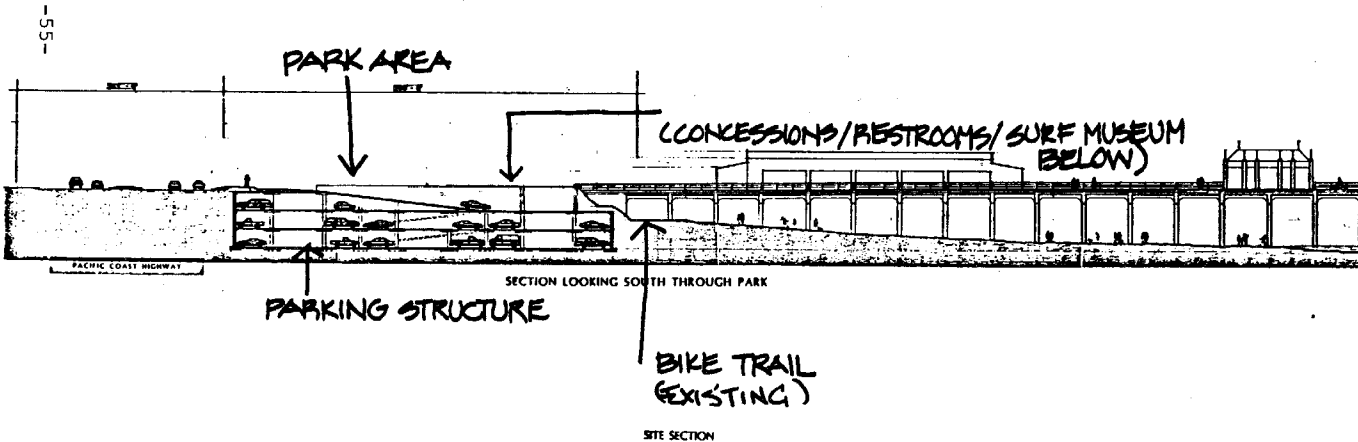 -55-
PARK AREA
(CONCESSIONS/RESTROOMS/SURF MUSEUM
BELOW)
PACIFIC COAST HIGHWAY
SECTION LOOKING SOUTH THROUGH PARK
PARKING STRUCTURE
BIKE TRAIL
(EXISTING)
SITE SECTION